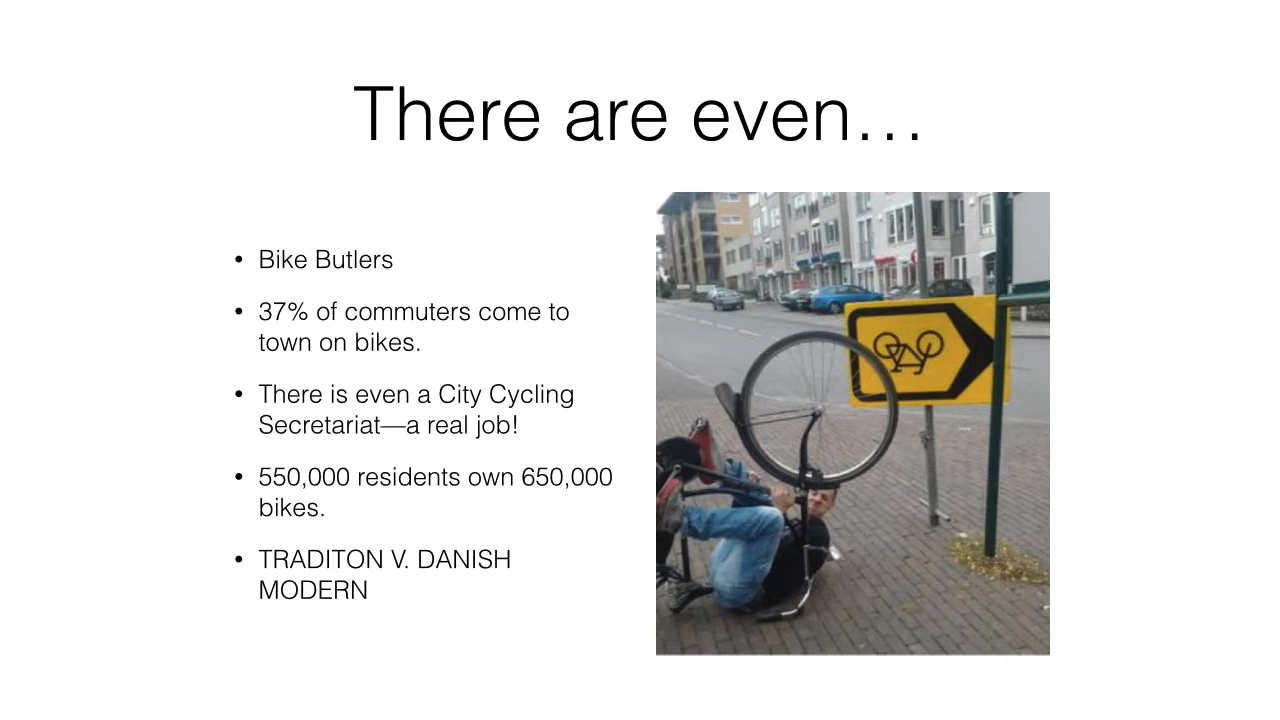 There are even…
• Bike Butlers
• 37% of commuters come to
town on bikes.
• There is even a City Cycling
Secretariat—a real job!
• 550,000 residents own 650,000
bikes.
• TRADITON V. DANISH
MODERN